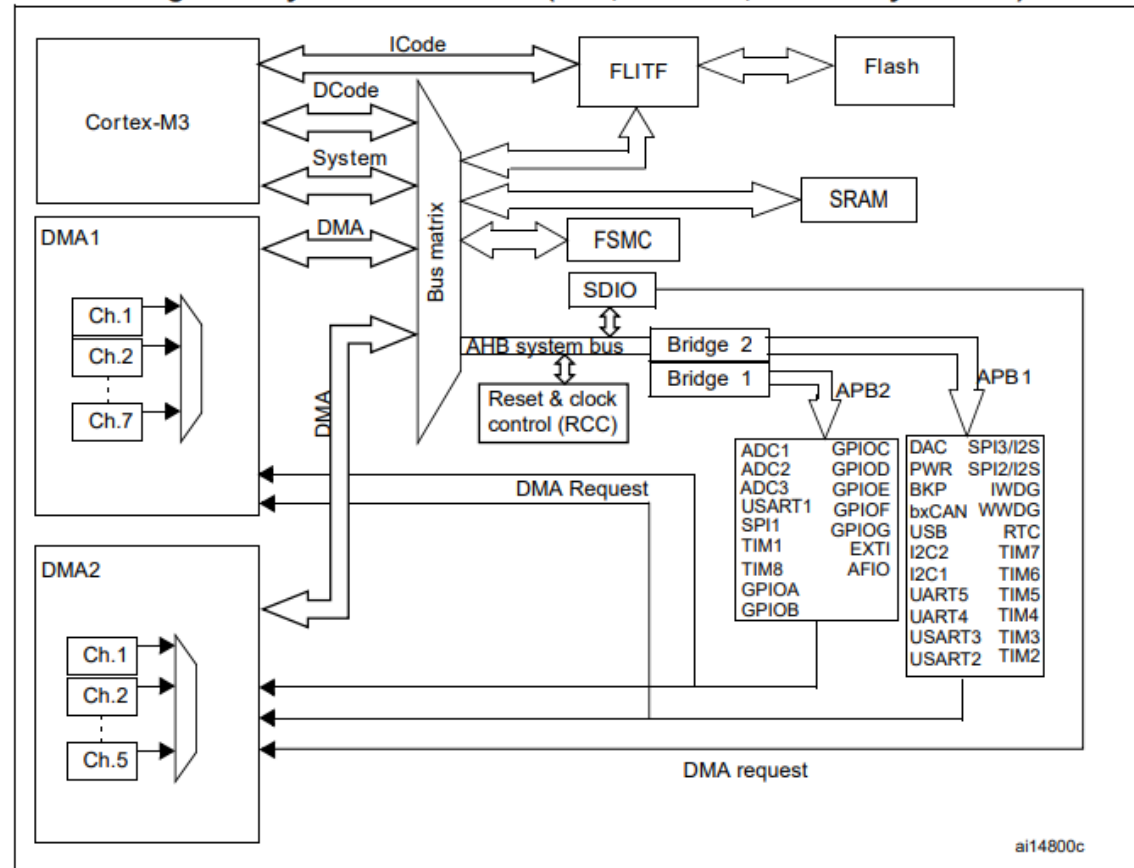 ICode
FLITF
Flash
Cortex-M3
DCode
System
SRAM
DMA1
DMA
Bus matrix
FSMC
SDIO
Ch.1
Ch.2
Ch.7
AHB system bus
Bridge 2
Bridge 1
APB2
APB1
Reset & clock
control (RCC)
DMA
ADC1 GPIOC
ADC2 GPIOD
ADC3 GPIOE
USART1 GPIOF
SPI1 GPIOG
TIM1 EXTI
TIM8 AFIO
GPIOA
GPIOB
DAC SPI3/I2S
PWR SPI2/I2S
BKP IWDG
bxCAN WWDG
USB RTC
I2C2 TIM7
I2C1 TIM6
UART5 TIM5
UART4 TIM4
USART3 TIM3
USART2 TIM2
DMA Request
DMA2
Ch.1
Ch.2
Ch.5
DMA request
ai14800c